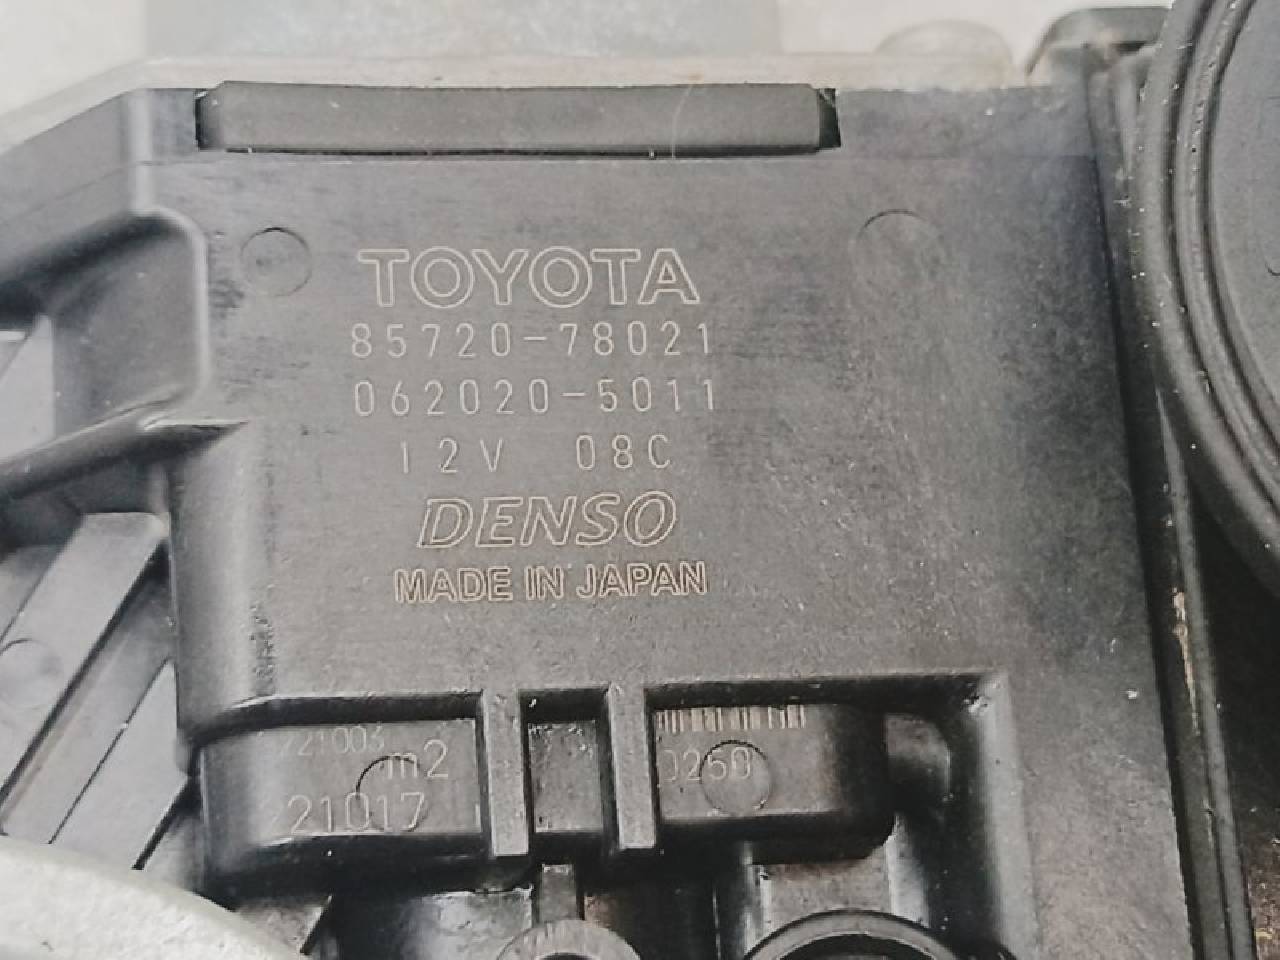 TOYOTA
85720-78021
062020-5011
12V 08C
DENSO
MADE IN JAPAN
m2
21017